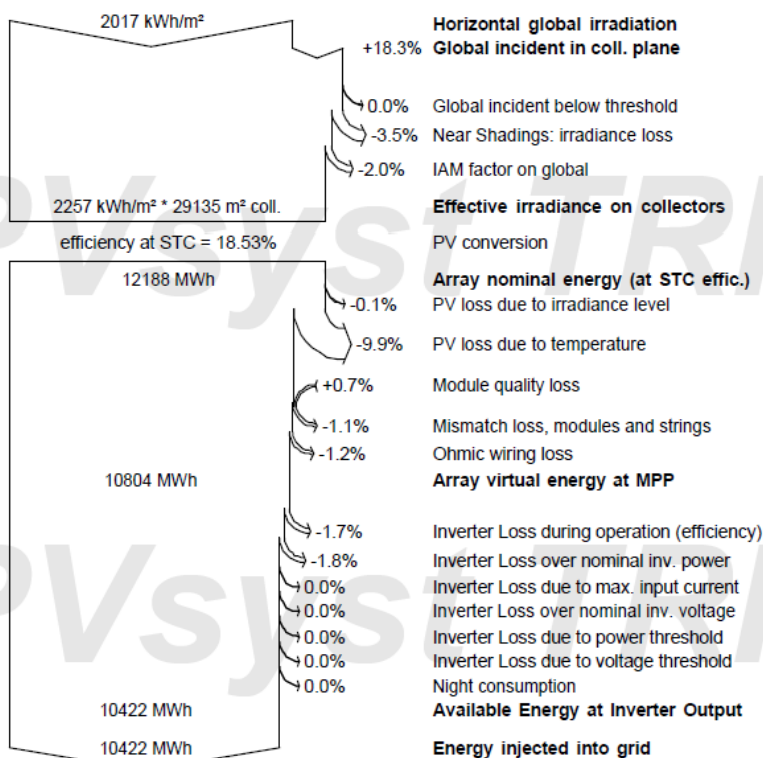 2017 kWh/m² Horizontal global irradiation
+18.3% Global incident in coll. plane
0.0% Global incident below threshold
-3.5% Near Shadings: irradiance loss
-2.0% IAM factor on global
2257 kWh/m² * 29135 m² coll. Effective irradiance on collectors
efficiency at STC = 18.53% PV conversion
PVsyst TRI
12188 MWh Array nominal energy (at STC effic.)
-0.1% PV loss due to irradiance level
-9.9% PV loss due to temperature
+0.7% Module quality loss
-1.1% Mismatch loss, modules and strings
-1.2% Ohmic wiring loss
10804 MWh Array virtual energy at MPP
-1.7% Inverter Loss during operation (efficiency)
-1.8% Inverter Loss over nominal inv. power
0.0% Inverter Loss due to max. input current
0.0% Inverter Loss over nominal inv. voltage
PVsyst TRI
0.0% Inverter Loss due to power threshold
0.0% Inverter Loss due to voltage threshold
0.0% Night consumption
10422 MWh Available Energy at Inverter Output
10422 MWh Energy injected into grid